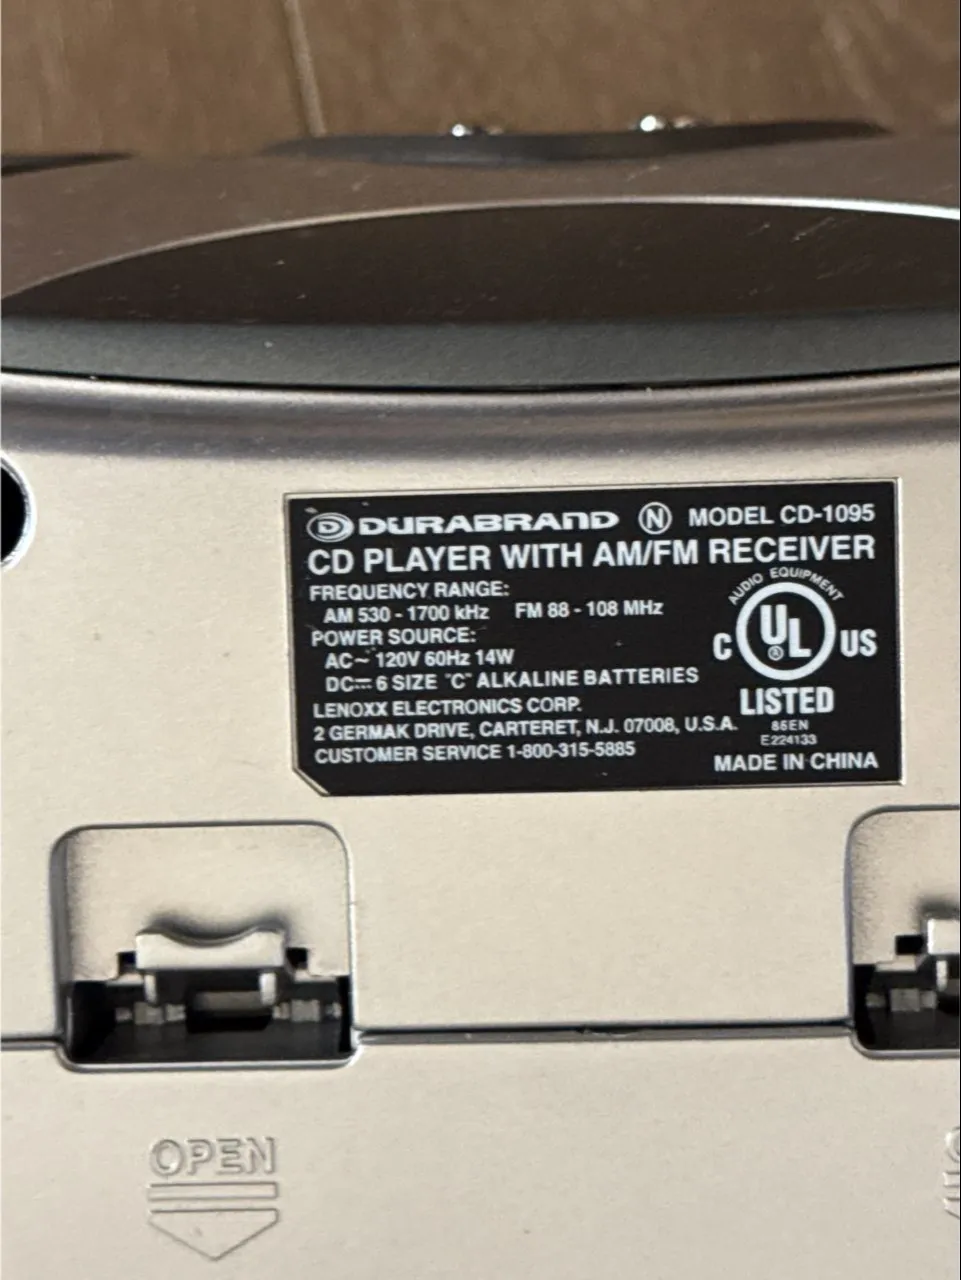 DURABRAND N MODEL CD-1095
CD PLAYER WITH AM/FM RECEIVER
FREQUENCY RANGE:
AM 530 - 1700 kHz FM 88 - 108 MHz
POWER SOURCE:
AC~ 120V 60Hz 14W
DC⎓ 6 SIZE "C" ALKALINE BATTERIES
LENOXX ELECTRONICS CORP.
2 GERMAK DRIVE, CARTERET, N.J. 07008, U.S.A.
CUSTOMER SERVICE 1-800-315-5885
AUDIO EQUIPMENT
C UL® US
LISTED
86EN
E224133
MADE IN CHINA
OPEN